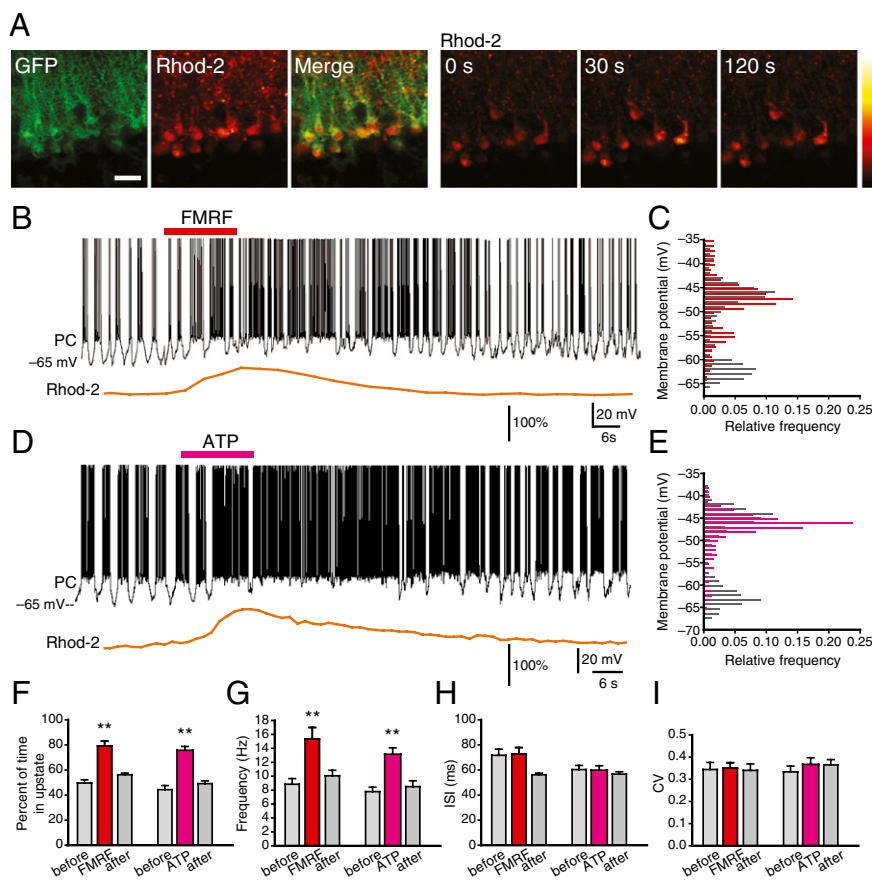 A
GFP
Rhod-2
Merge
Rhod-2
0 s
30 s
120 s
B
FMRF
PC
−65 mV
Rhod-2
100%
20 mV
6s
C
−35
−40
−45
−50
−55
−60
−65
Membrane potential (mV)
0.00 0.05 0.10 0.15 0.20 0.25
Relative frequency
D
ATP
PC
−65 mV--
Rhod-2
100%
20 mV
6 s
E
−35
−40
−45
−50
−55
−60
−65
−70
Membrane potential (mV)
0.00 0.05 0.10 0.15 0.20 0.25
Relative frequency
F
Percent of time
in upstate
100
80
60
40
20
0
** **
before FMRF after before ATP after
G
Frequency (Hz)
18
16
14
12
10
8
6
4
2
0
** **
before FMRF after before ATP after
H
ISI (ms)
100
80
60
40
20
0
before FMRF after before ATP after
I
CV
0.5
0.4
0.3
0.2
0.1
0.0
before FMRF after before ATP after